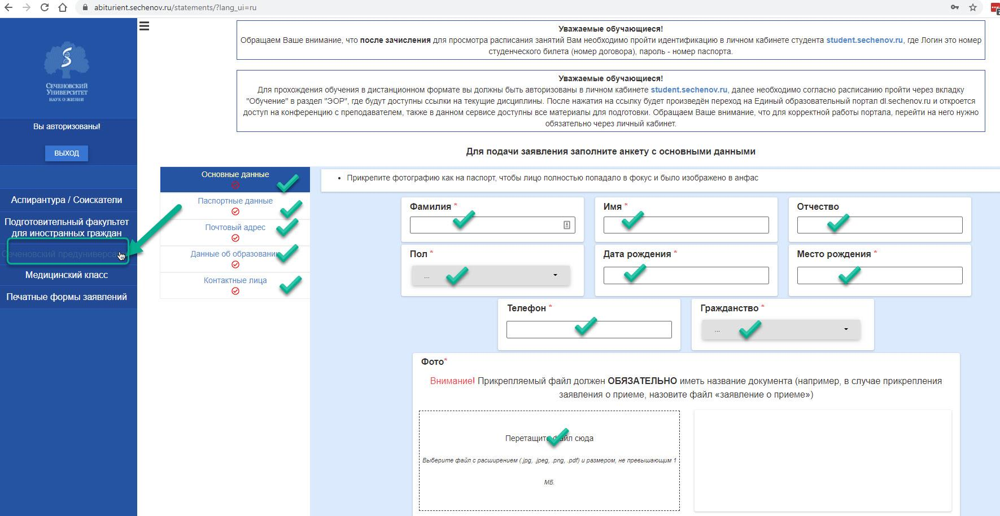 abiturient.sechenov.ru/statements/?lang_ui=ru
Сеченовский
Университет
наук о жизни
Вы авторизованы!
ВЫХОД
Аспирантура / Соискатели
Подготовительный факультет
для иностранных граждан
Сеченовский
Медицинский класс
Печатные формы заявлений
Уважаемые обучающиеся!
Обращаем Ваше внимание, что после зачисления для просмотра расписания занятий Вам необходимо пройти идентификацию в личном кабинете студента student.sechenov.ru, где Логин это номер
студенческого билета (номер договора), пароль - номер паспорта.
Уважаемые обучающиеся!
Для прохождения обучения в дистанционном формате вы должны быть авторизованы в личном кабинете student.sechenov.ru, далее необходимо согласно расписанию пройти через вкладку
"Обучение" в раздел "ЭОР", где будут доступны ссылки на текущие дисциплины. После нажатия на ссылку будет произведён переход на Единый образовательный портал dl.sechenov.ru и откроется
доступ на конференцию с преподавателем, также в данном сервисе доступны все материалы для подготовки. Обращаем Ваше внимание, что для корректной работы портала, перейти на него нужно
обязательно через личный кабинет.
Для подачи заявления заполните анкету с основными данными
Основные данные
Паспортные данные
Почтовый адрес
Данные об образовании
Контактные лица
• Прикрепите фотографию как на паспорт, чтобы лицо полностью попадало в фокус и было изображено в анфас
Фамилия *
Имя *
Отчество
Пол *
...
Дата рождения *
Место рождения *
Телефон *
Гражданство *
...
Фото*
Внимание! Прикрепляемый файл должен ОБЯЗАТЕЛЬНО иметь название документа (например, в случае прикрепления
заявления о приеме, назовите файл «заявление о приеме»)
Перетащите файл сюда
Выберите файл с расширением (.jpg, .jpeg, .png, .pdf) и размером, не превышающим 1
МБ.